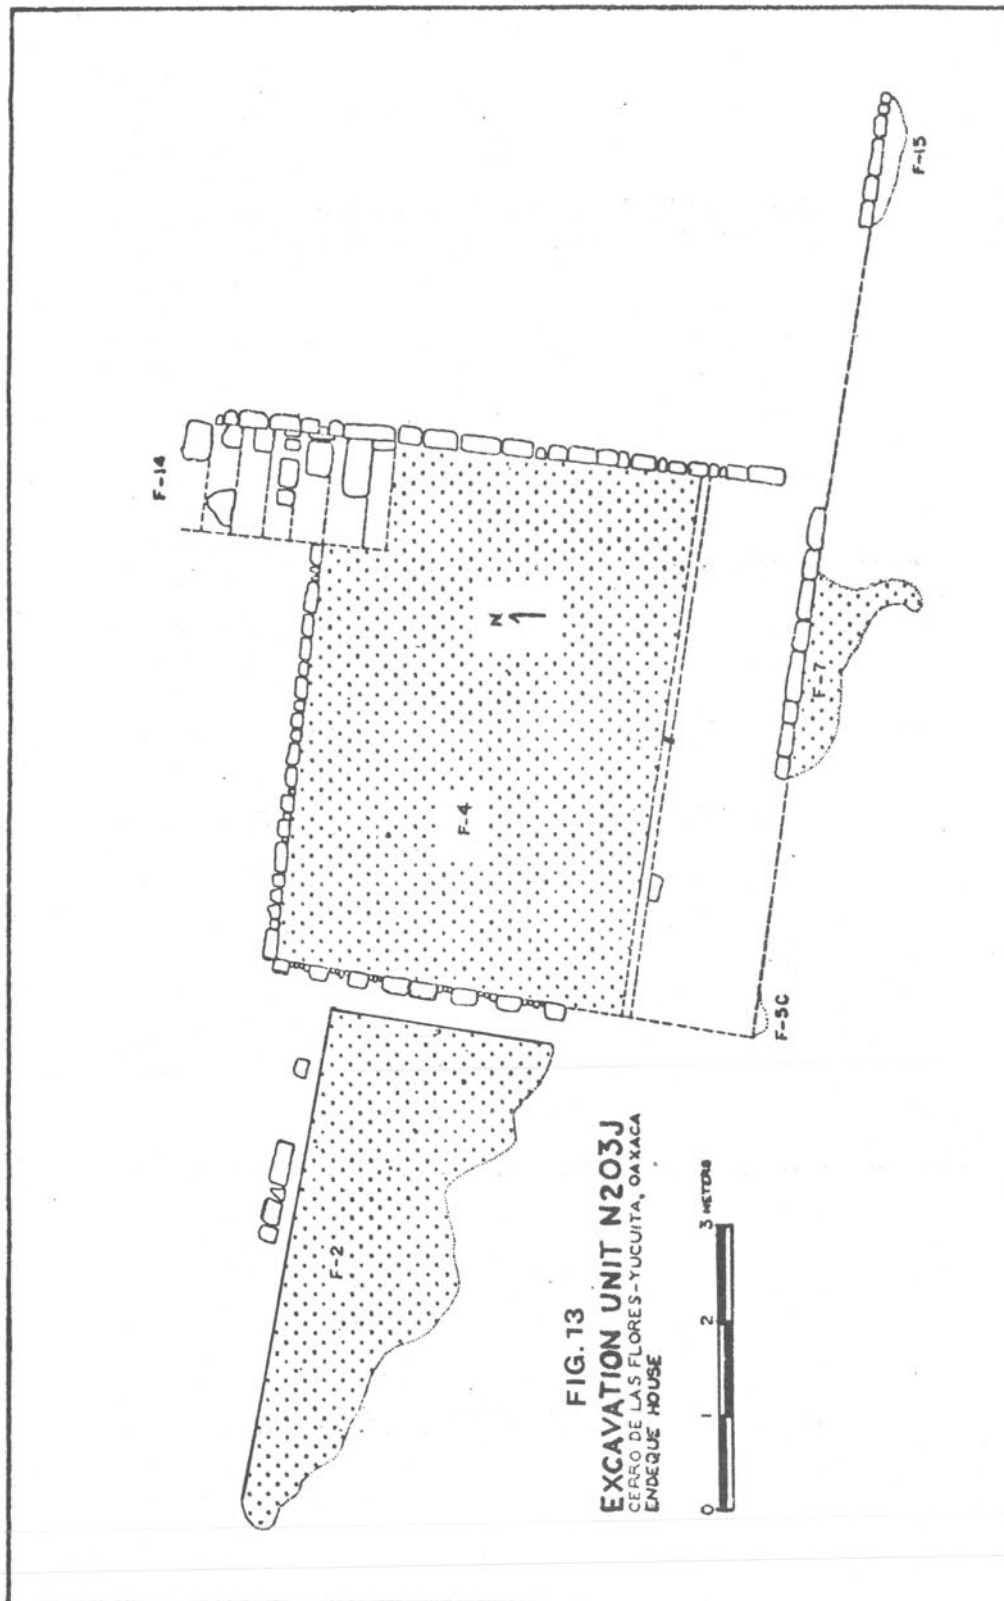 F-14
F-15
N
F-4
F-7
F-5C
F-2
FIG. 13
EXCAVATION UNIT N203J
CERRO DE LAS FLORES-YUCUITA, OAXACA
ENDEQUE HOUSE
0 1 2 3 METERS